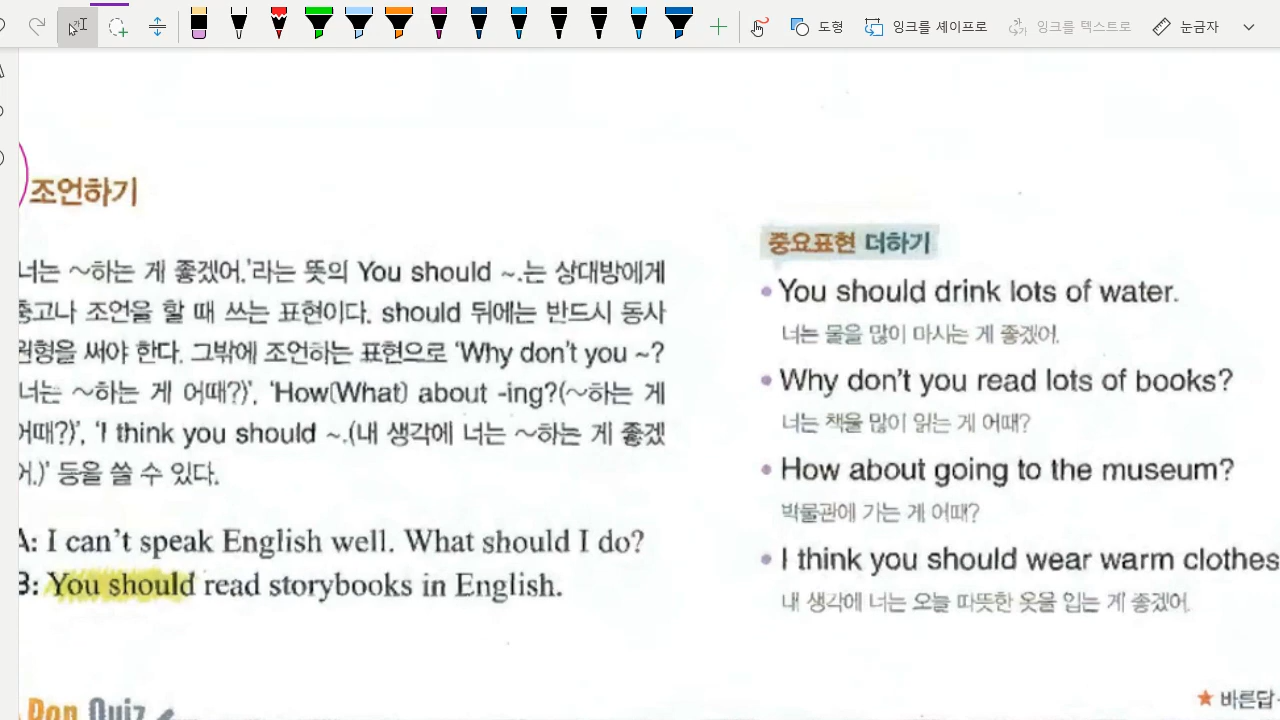 도형
잉크를 셰이프로
잉크를 텍스트로
눈금자
조언하기
너는 ~하는 게 좋겠어.'라는 뜻의 You should ~.는 상대방에게
충고나 조언을 할 때 쓰는 표현이다. should 뒤에는 반드시 동사
원형을 써야 한다. 그밖에 조언하는 표현으로 'Why don't you ~?
너는 ~하는 게 어때?)', 'How(What) about -ing?(~하는 게
어때?)', 'I think you should ~.(내 생각에 너는 ~하는 게 좋겠
어.)' 등을 쓸 수 있다.
A: I can't speak English well. What should I do?
B: You should read storybooks in English.
Pop Quiz
중요표현 더하기
• You should drink lots of water.
너는 물을 많이 마시는 게 좋겠어.
• Why don't you read lots of books?
너는 책을 많이 읽는 게 어때?
• How about going to the museum?
박물관에 가는 게 어때?
• I think you should wear warm clothes
내 생각에 너는 오늘 따뜻한 옷을 입는 게 좋겠어.
★ 바른답